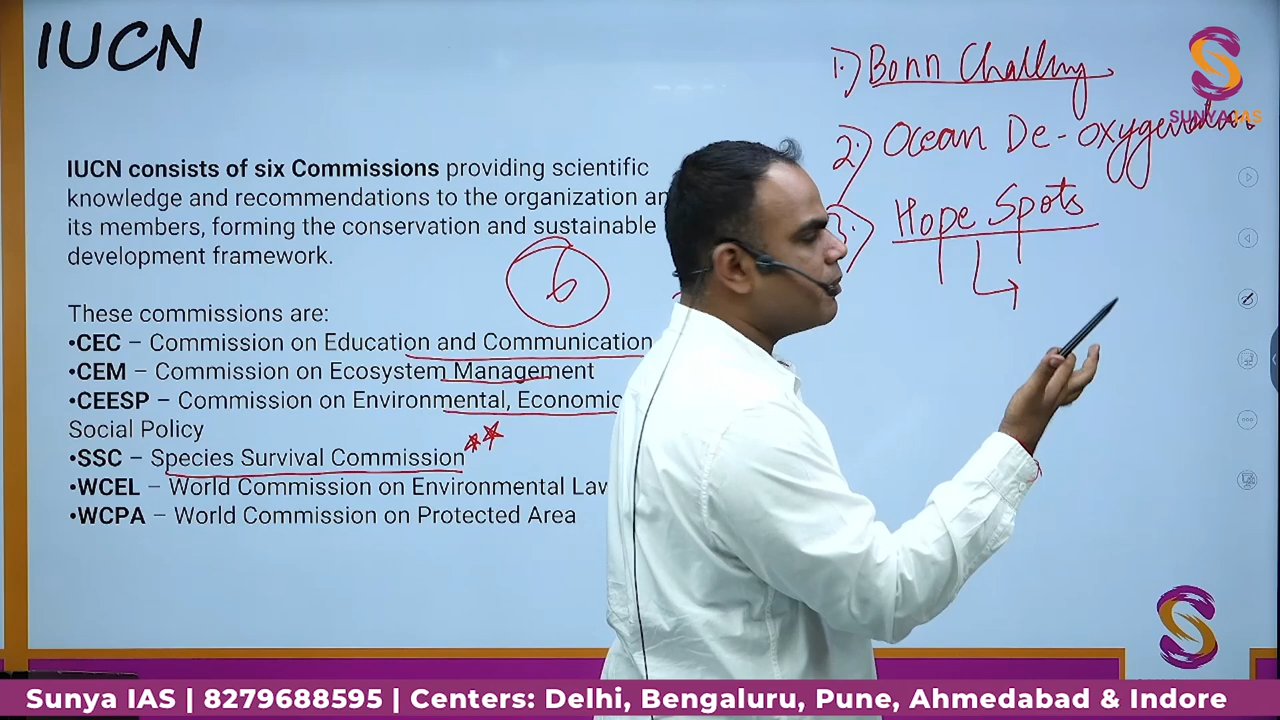 IUCN
IUCN consists of six Commissions providing scientific
knowledge and recommendations to the organization
its members, forming the conservation and sustainable
development framework.
6
These commissions are:
•CEC – Commission on Education and Communication
•CEM – Commission on Ecosystem Management
•CEESP – Commission on Environmental, Economic
Social Policy
•SSC – Species Survival Commission
•WCEL – World Commission on Environmental Law
•WCPA – World Commission on Protected Area
1.) Bonn Challeng
2.) Ocean De-oxygenation
3. Hope Spots
SUNYA IAS
Sunya IAS | 8279688595 | Centers: Delhi, Bengaluru, Pune, Ahmedabad & Indore